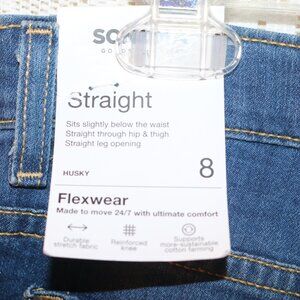 Straight
Sits slightly below the waist
Straight through hip & thigh
Straight leg opening
HUSKY
8
Flexwear
Made to move 24/7 with ultimate comfort
Durable
stretch fabric
Reinforced
knee
Supports
more-sustainable
cotton farming